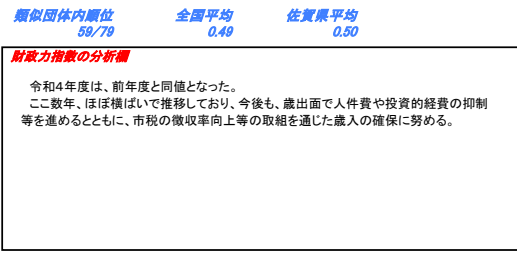 類似団体内順位 全国平均 佐賀県平均
59/79 0.49 0.50
財政力指数の分析欄
令和4年度は、前年度と同値となった。
ここ数年、ほぼ横ばいで推移しており、今後も、歳出面で人件費や投資的経費の抑制
等を進めるとともに、市税の徴収率向上等の取組を通じた歳入の確保に努める。